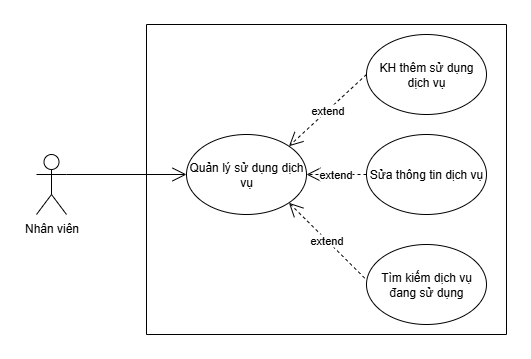 KH thêm sử dụng
dịch vụ
extend
Quản lý sử dụng dịch
vụ
extend
Sửa thông tin dịch vụ
Nhân viên
extend
Tìm kiếm dịch vụ
đang sử dụng